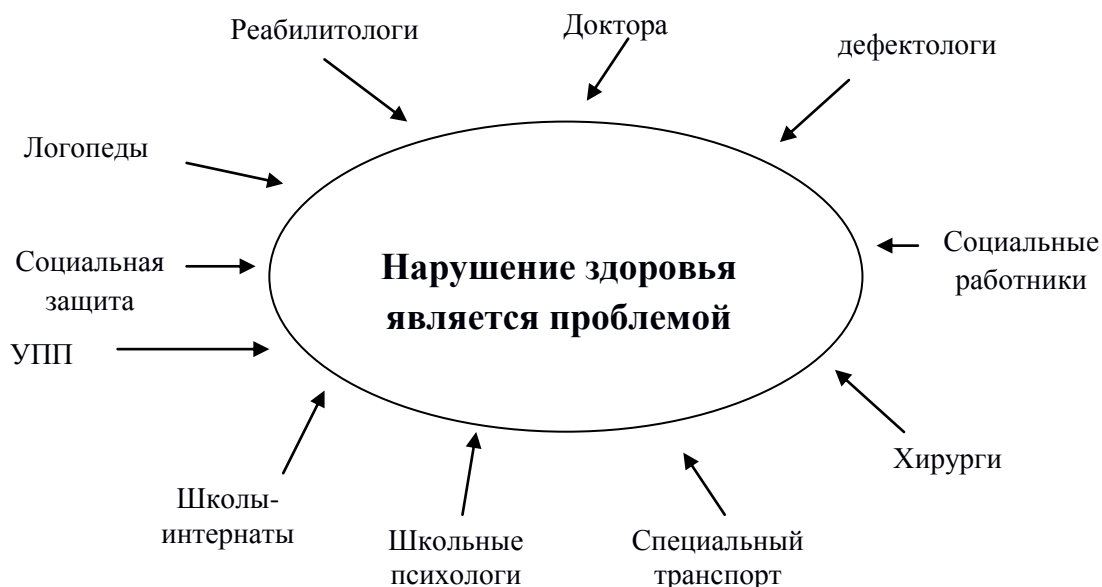 Реабилитологи
Доктора
дефектологи
Логопеды
Социальная
защита
Нарушение здоровья
является проблемой
Социальные
работники
УПП
Хирурги
Школы-
интернаты
Школьные
психологи
Специальный
транспорт